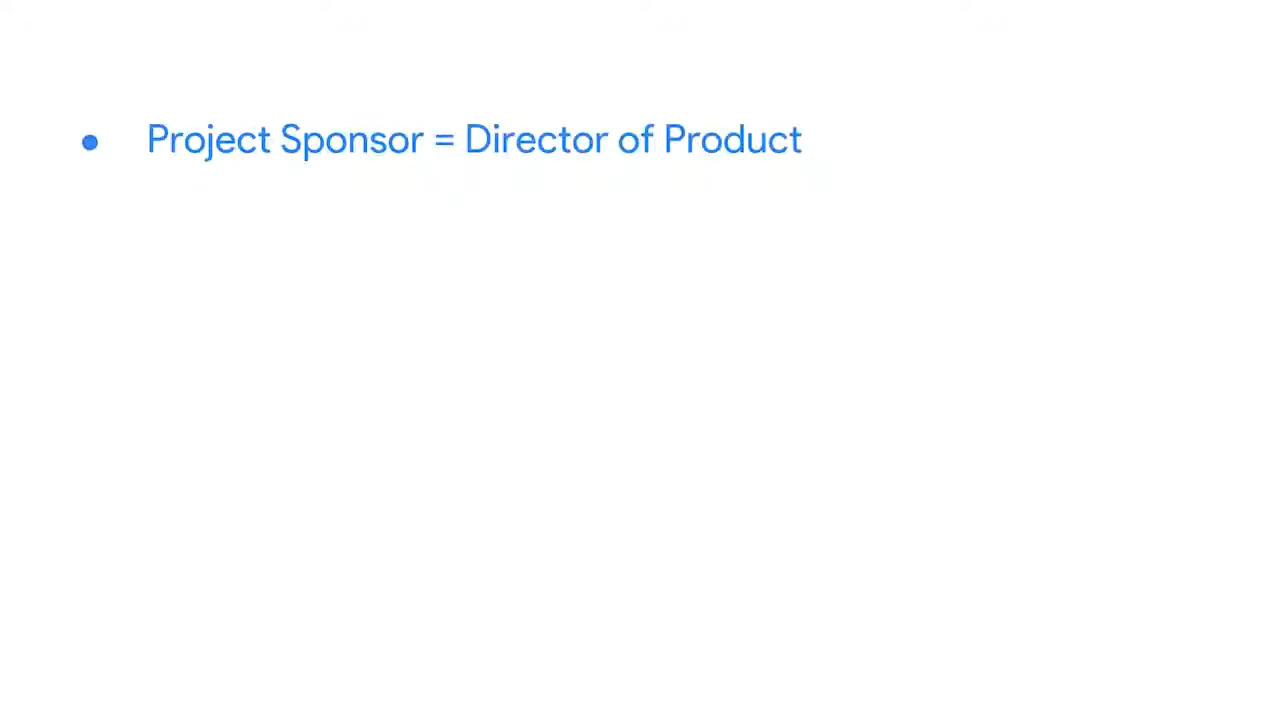 ● Project Sponsor = Director of Product